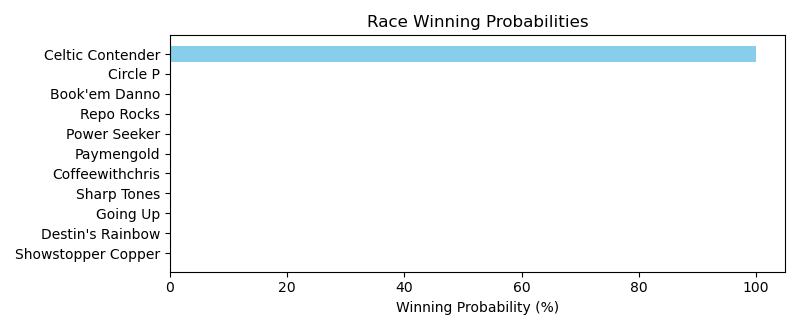 Race Winning Probabilities
Celtic Contender
Circle P
Book'em Danno
Repo Rocks
Power Seeker
Paymengold
Coffeewithchris
Sharp Tones
Going Up
Destin's Rainbow
Showstopper Copper
0 20 40 60 80 100
Winning Probability (%)